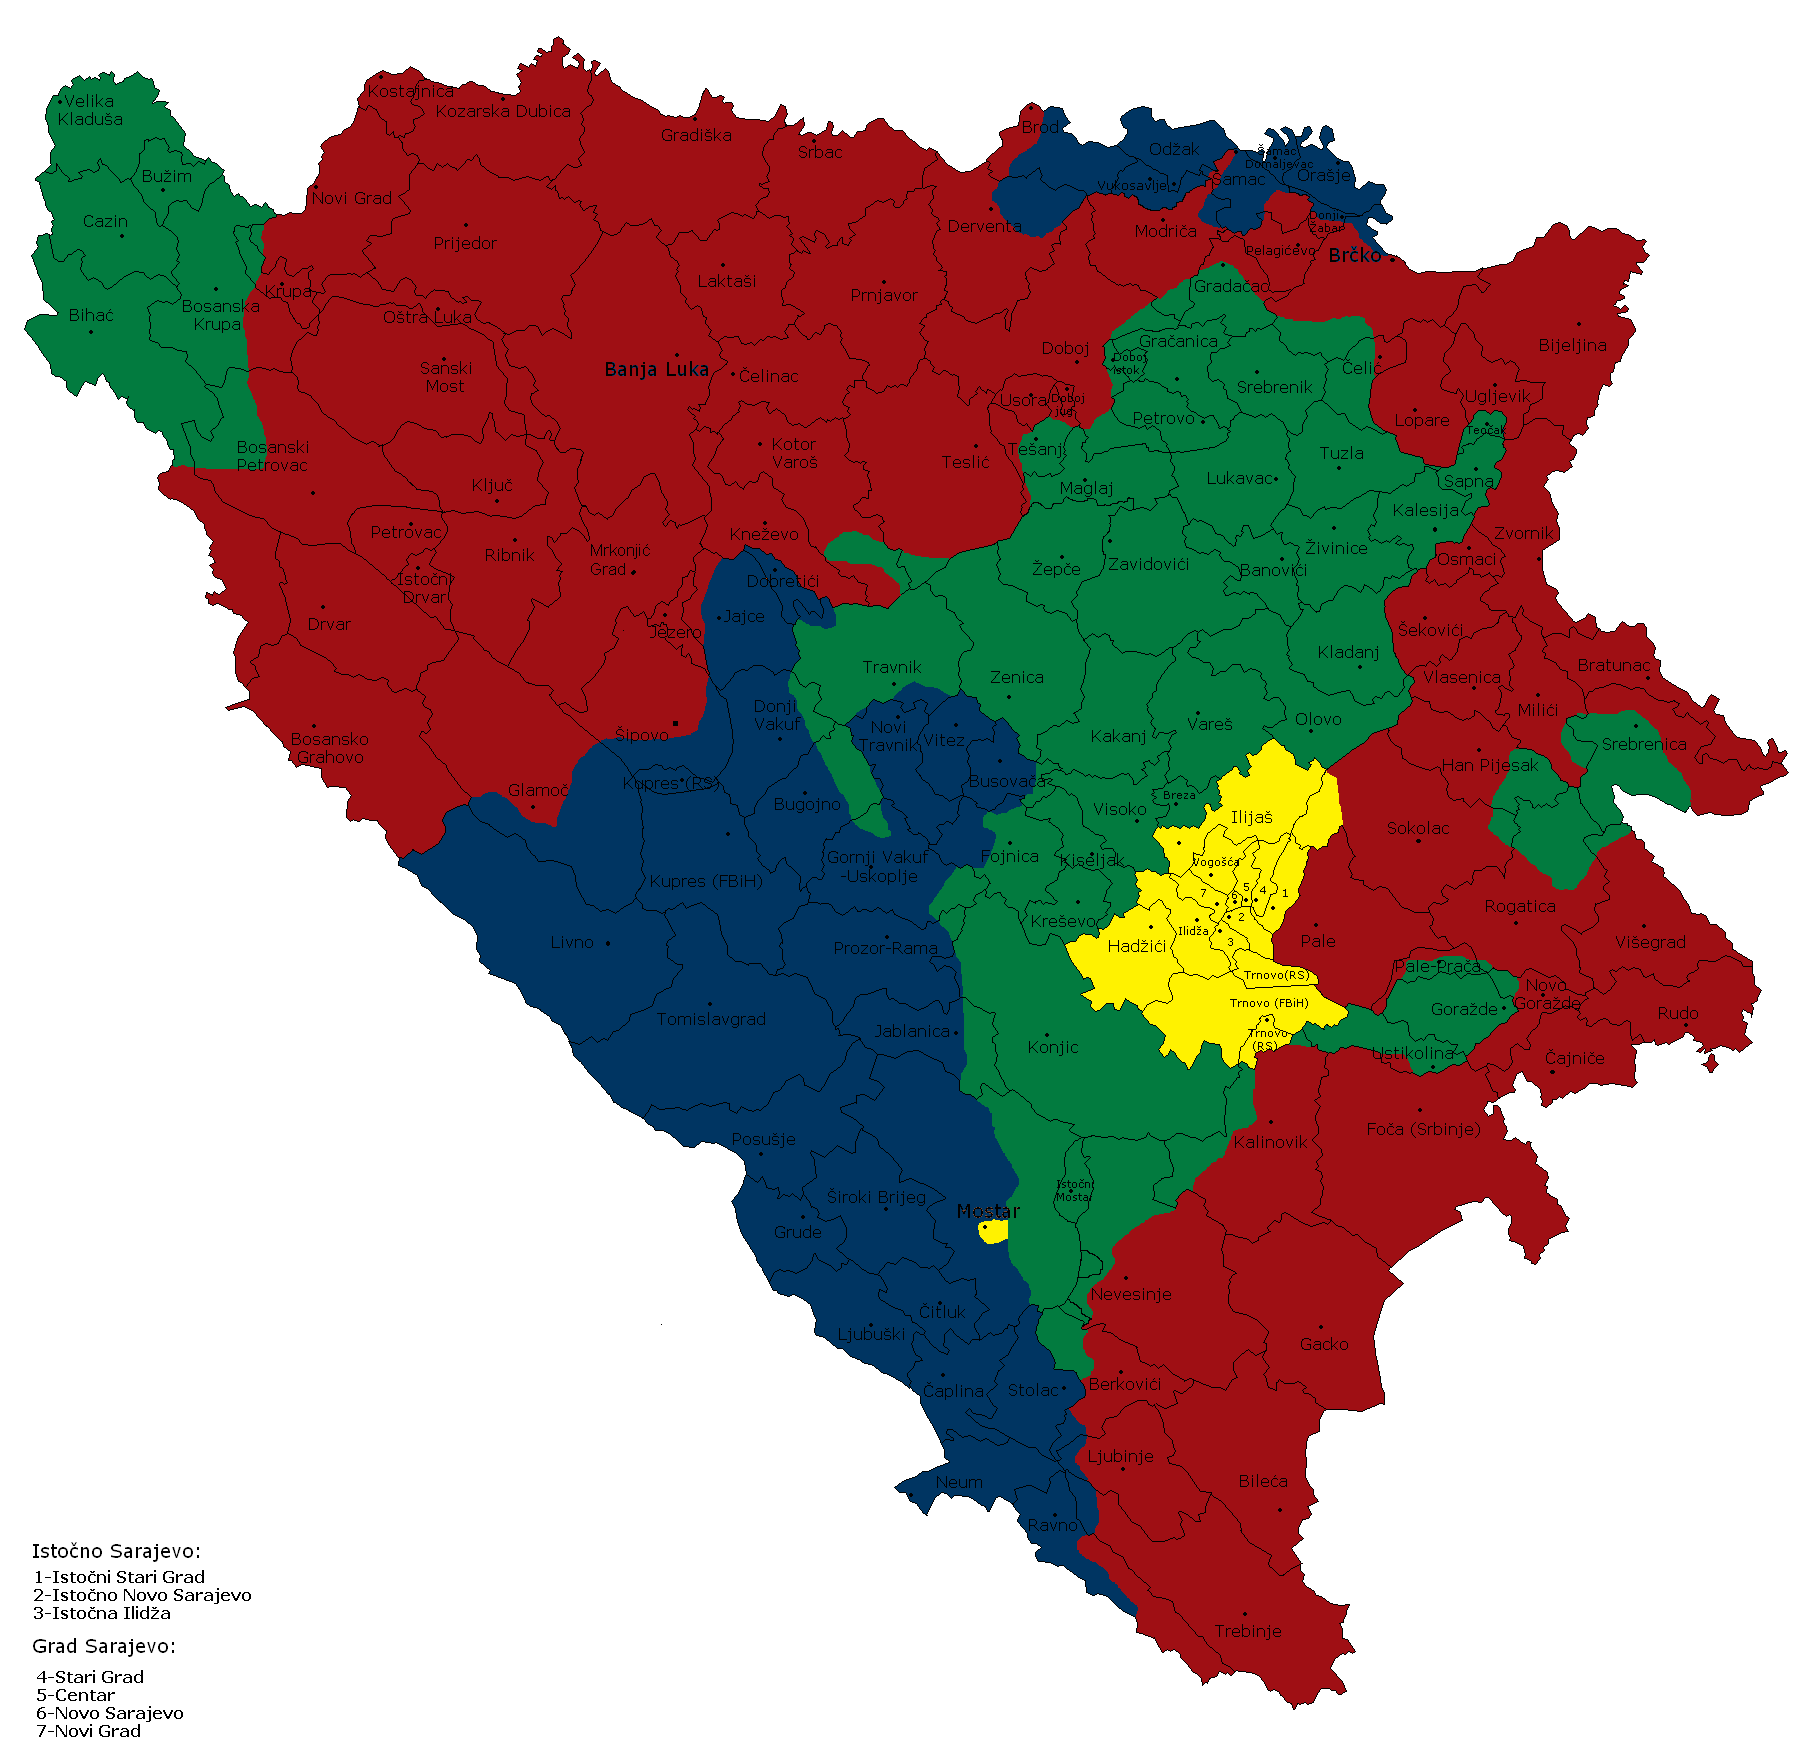 Velika
Kladuša
Bužim
Cazin
Bihać
Bosanska
Krupa
Kostajnica
Kozarska Dubica
Novi Grad
Prijedor
Krupa
Oštra Luka
Sanski
Most
Gradiška
Srbac
Laktaši
Prnjavor
Banja Luka
Čelinac
Kotor
Varoš
Kneževo
Brod
Derventa
Odžak
Vukosavlje
Šamac
Domaljevac
Šamac
Orašje
Donji
Žabar
Modriča
Pelagićevo
Brčko
Gradačac
Doboj
Gračanica
Doboj
Istok
Srebrenik
Čelić
Bijeljina
Ugljevik
Lopare
Teočak
Usora
Doboj
Jug
Petrovo
Teslić
Tešanj
Maglaj
Lukavac
Tuzla
Sapna
Kalesija
Zvornik
Osmaci
Živinice
Banovići
Žepče
Zavidovići
Bosanski
Petrovac
Ključ
Petrovac
Ribnik
Mrkonjić
Grad
Istočni
Drvar
Drvar
Jezero
Dobretići
Jajce
Šipovo
Bosansko
Grahovo
Glamoč
Kupres (RS)
Donji
Vakuf
Travnik
Novi
Travnik
Vitez
Busovača
Bugojno
Zenica
Kakanj
Vareš
Olovo
Kladanj
Šekovići
Vlasenica
Milići
Bratunac
Srebrenica
Han Pijesak
Visoko
Breza
Ilijaš
Vogošća
Sokolac
Fojnica
Kiseljak
Kreševo
Gornji Vakuf
-Uskoplje
Kupres (FBiH)
Livno
Prozor-Rama
Tomislavgrad
Jablanica
Konjic
Hadžići
Ilidža
1
2
3
4
5
6
7
Trnovo(RS)
Trnovo (FBiH)
Trnovo
(RS)
Pale
Rogatica
Višegrad
Pale-Prača
Goražde
Novo
Goražde
Rudo
Ustikolina
Čajniče
Foča (Srbinje)
Kalinovik
Posušje
Široki Brijeg
Grude
Mostar
Istočni
Mostar
Čitluk
Ljubuški
Nevesinje
Gacko
Čaplina
Stolac
Berkovići
Ljubinje
Bileća
Neum
Ravno
Trebinje
Istočno Sarajevo:
1-Istočni Stari Grad
2-Istočno Novo Sarajevo
3-Istočna Ilidža
Grad Sarajevo:
4-Stari Grad
5-Centar
6-Novo Sarajevo
7-Novi Grad